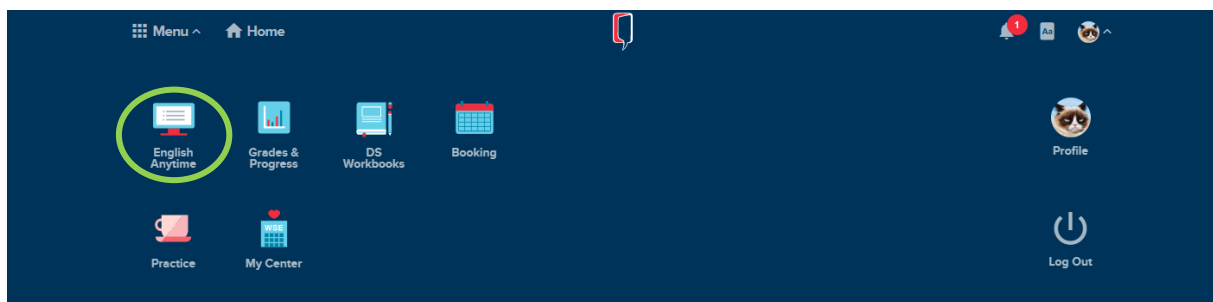 Menu Home 1 Aa
English Grades & DS Booking Profile
Anytime Progress Workbooks
WSE
Practice My Center Log Out